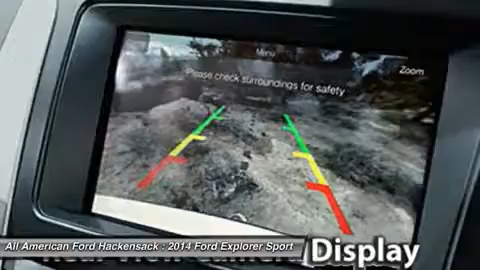 Menu
Zoom
Please check surroundings for safety
All American Ford Hackensack : 2014 Ford Explorer Sport
Display